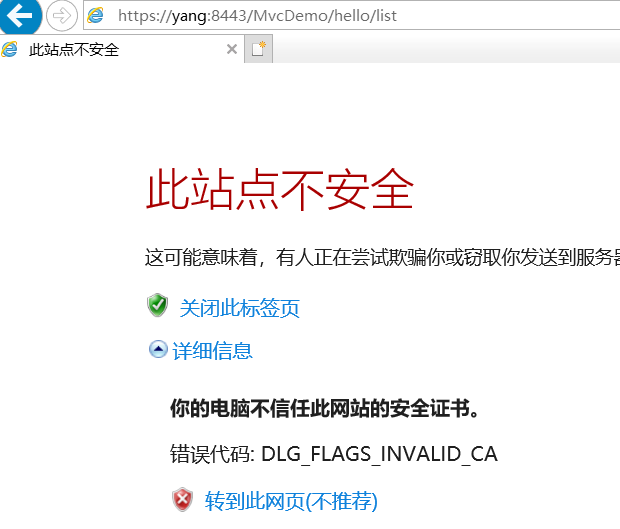 https://yang:8443/MvcDemo/hello/list
此站点不安全
此站点不安全
这可能意味着，有人正在尝试欺骗你或窃取你发送到服务
关闭此标签页
详细信息
你的电脑不信任此网站的安全证书。
错误代码: DLG_FLAGS_INVALID_CA
转到此网页(不推荐)